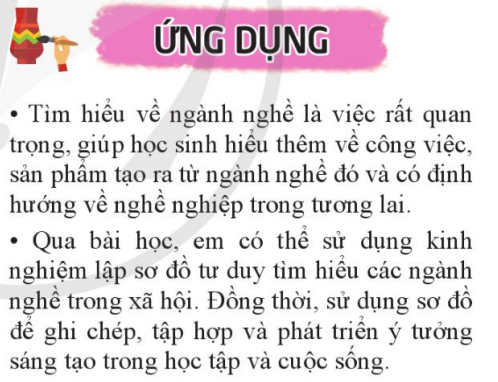 ỨNG DỤNG
• Tìm hiểu về ngành nghề là việc rất quan
trọng, giúp học sinh hiểu thêm về công việc,
sản phẩm tạo ra từ ngành nghề đó và có định
hướng về nghề nghiệp trong tương lai.
• Qua bài học, em có thể sử dụng kinh
nghiệm lập sơ đồ tư duy tìm hiểu các ngành
nghề trong xã hội. Đồng thời, sử dụng sơ đồ
để ghi chép, tập hợp và phát triển ý tưởng
sáng tạo trong học tập và cuộc sống.